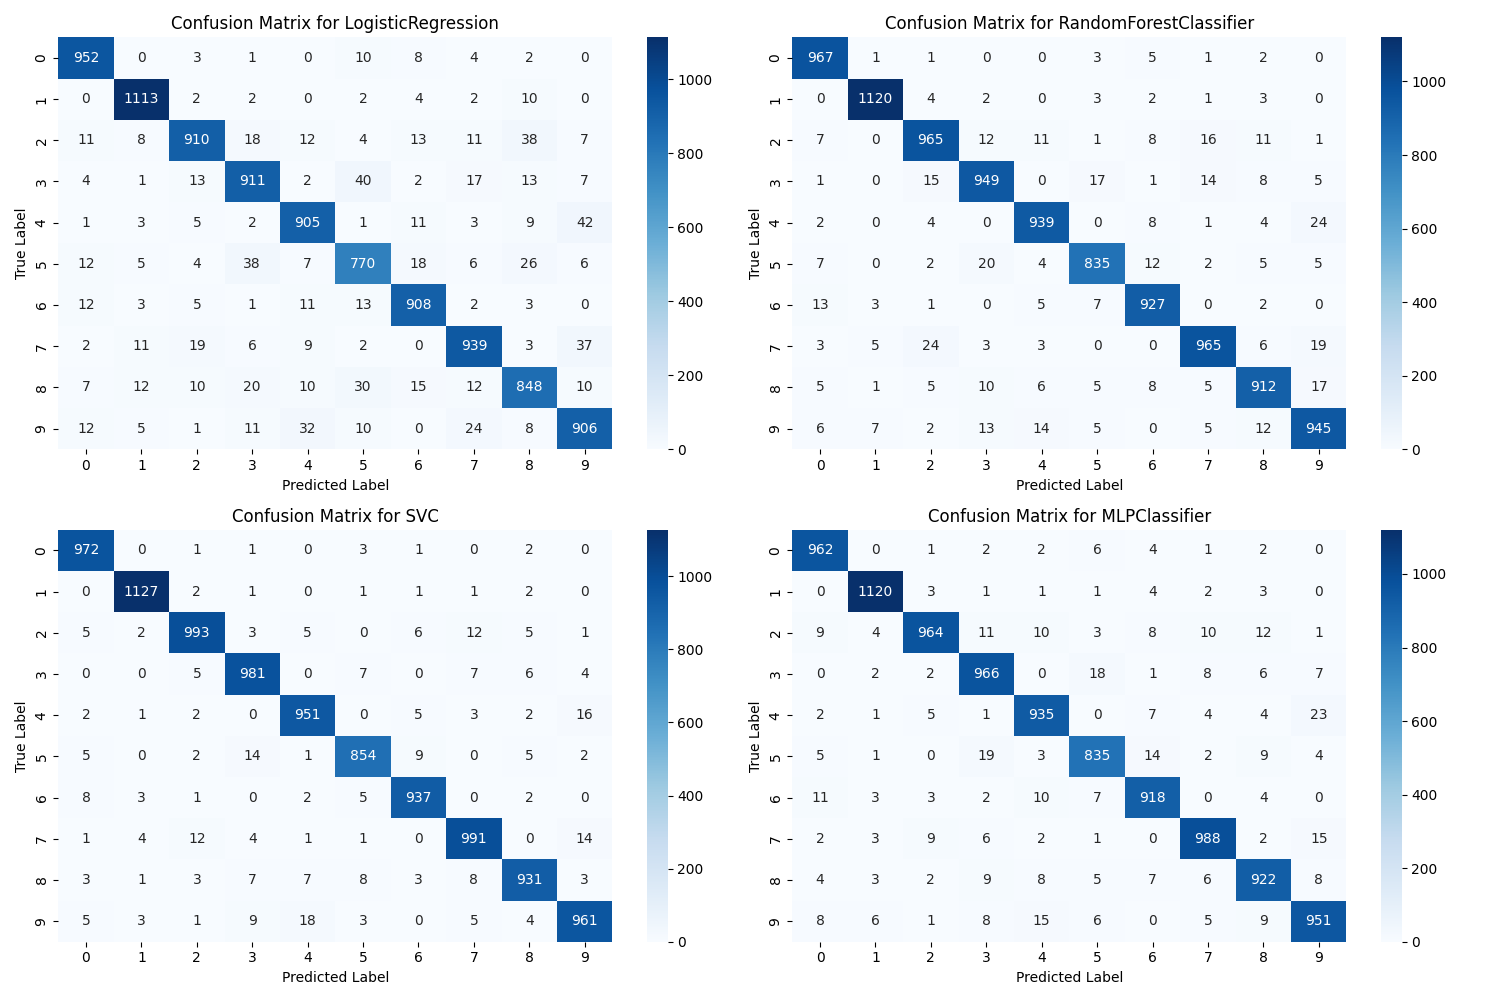 Confusion Matrix for LogisticRegression
0 952 0 3 1 0 10 8 4 2 0
1 0 1113 2 2 0 2 4 2 10 0
2 11 8 910 18 12 4 13 11 38 7
3 4 1 13 911 2 40 2 17 13 7
4 1 3 5 2 905 1 11 3 9 42
5 12 5 4 38 7 770 18 6 26 6
6 12 3 5 1 11 13 908 2 3 0
7 2 11 19 6 9 2 0 939 3 37
8 7 12 10 20 10 30 15 12 848 10
9 12 5 1 11 32 10 0 24 8 906
0 1 2 3 4 5 6 7 8 9
Predicted Label
True Label
1000
800
600
400
200
0
Confusion Matrix for RandomForestClassifier
0 967 1 1 0 0 3 5 1 2 0
1 0 1120 4 2 0 3 2 1 3 0
2 7 0 965 12 11 1 8 16 11 1
3 1 0 15 949 0 17 1 14 8 5
4 2 0 4 0 939 0 8 1 4 24
5 7 0 2 20 4 835 12 2 5 5
6 13 3 1 0 5 7 927 0 2 0
7 3 5 24 3 3 0 0 965 6 19
8 5 1 5 10 6 5 8 5 912 17
9 6 7 2 13 14 5 0 5 12 945
0 1 2 3 4 5 6 7 8 9
Predicted Label
True Label
1000
800
600
400
200
0
Confusion Matrix for SVC
0 972 0 1 1 0 3 1 0 2 0
1 0 1127 2 1 0 1 1 1 2 0
2 5 2 993 3 5 0 6 12 5 1
3 0 0 5 981 0 7 0 7 6 4
4 2 1 2 0 951 0 5 3 2 16
5 5 0 2 14 1 854 9 0 5 2
6 8 3 1 0 2 5 937 0 2 0
7 1 4 12 4 1 1 0 991 0 14
8 3 1 3 7 7 8 3 8 931 3
9 5 3 1 9 18 3 0 5 4 961
0 1 2 3 4 5 6 7 8 9
Predicted Label
True Label
1000
800
600
400
200
0
Confusion Matrix for MLPClassifier
0 962 0 1 2 2 6 4 1 2 0
1 0 1120 3 1 1 1 4 2 3 0
2 9 4 964 11 10 3 8 10 12 1
3 0 2 2 966 0 18 1 8 6 7
4 2 1 5 1 935 0 7 4 4 23
5 5 1 0 19 3 835 14 2 9 4
6 11 3 3 2 10 7 918 0 4 0
7 2 3 9 6 2 1 0 988 2 15
8 4 3 2 9 8 5 7 6 922 8
9 8 6 1 8 15 6 0 5 9 951
0 1 2 3 4 5 6 7 8 9
Predicted Label
True Label
1000
800
600
400
200
0